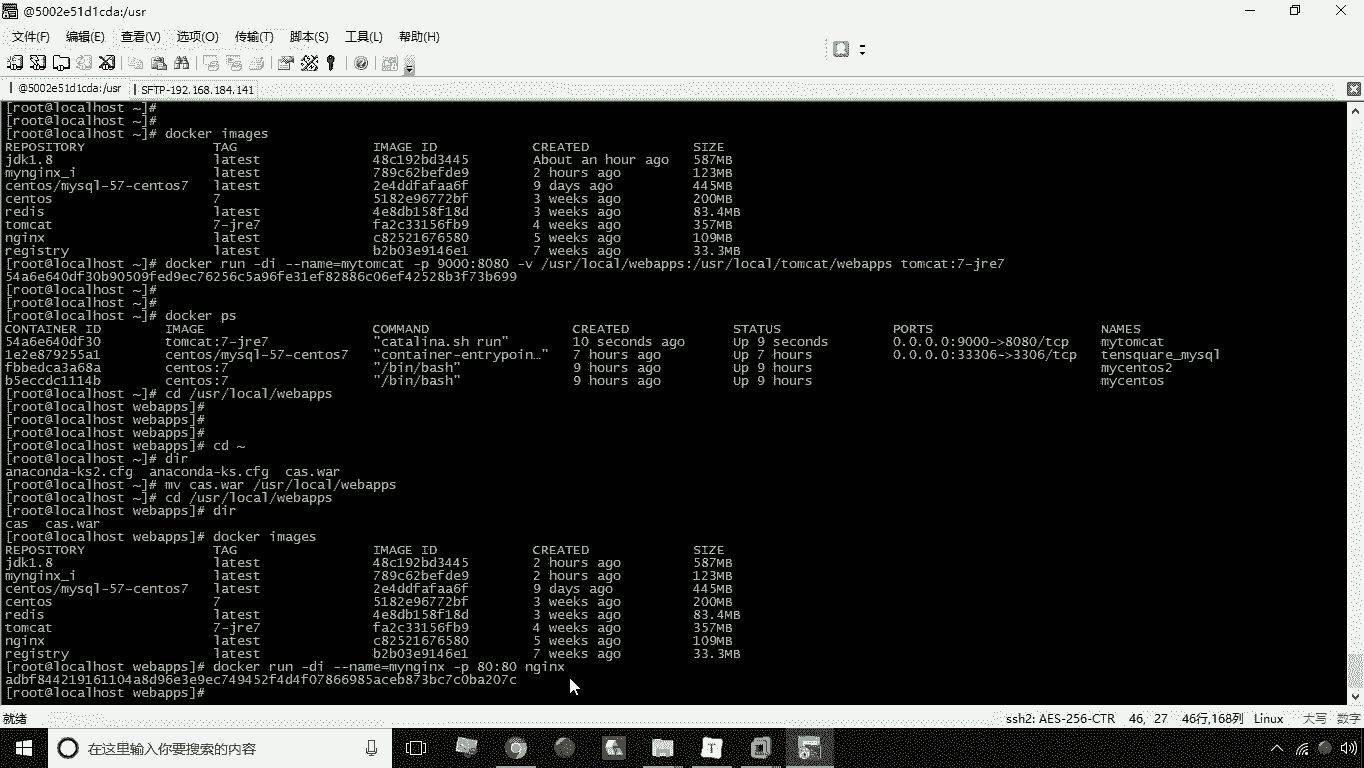 @5002e51d1cda:/usr
文件(F) 编辑(E) 查看(V) 选项(O) 传输(T) 脚本(S) 工具(L) 帮助(H)
@5002e51d1cda:/usr SFTP-192.168.184.141
[root@localhost ~]#
[root@localhost ~]#
[root@localhost ~]# docker images
REPOSITORY TAG IMAGE ID CREATED SIZE
jdk1.8 latest 48c192bd3445 About an hour ago 587MB
mynginx_i latest 789c62befde9 2 hours ago 123MB
centos/mysql-57-centos7 latest 2e4ddfafaa6f 9 days ago 445MB
centos 7 5182e96772bf 3 weeks ago 200MB
redis latest 4e8db158f18d 3 weeks ago 83.4MB
tomcat 7-jre7 fa2c33156fb9 4 weeks ago 357MB
nginx latest c82521676580 5 weeks ago 109MB
registry latest b2b03e9146e1 7 weeks ago 33.3MB
[root@localhost ~]# docker run -di --name=mytomcat -p 9000:8080 -v /usr/local/webapps:/usr/local/tomcat/webapps tomcat:7-jre7
54a6e640df30b90509fed9ec76256c5a96fe31ef82886c06ef42528b3f73b699
[root@localhost ~]#
[root@localhost ~]#
[root@localhost ~]# docker ps
CONTAINER ID IMAGE COMMAND CREATED STATUS PORTS NAMES
54a6e640df30 tomcat:7-jre7 "catalina.sh run" 10 seconds ago Up 9 seconds 0.0.0.0:9000->8080/tcp mytomcat
1e2e879255a1 centos/mysql-57-centos7 "container-entrypoin…" 7 hours ago Up 7 hours 0.0.0.0:33306->3306/tcp tensquare_mysql
fbbedca3a68a centos:7 "/bin/bash" 9 hours ago Up 9 hours mycentos2
b5eccdc1114b centos:7 "/bin/bash" 9 hours ago Up 9 hours mycentos
[root@localhost ~]# cd /usr/local/webapps
[root@localhost webapps]#
[root@localhost webapps]#
[root@localhost webapps]#
[root@localhost webapps]# cd ~
[root@localhost ~]# dir
anaconda-ks2.cfg anaconda-ks.cfg cas.war
[root@localhost ~]# mv cas.war /usr/local/webapps
[root@localhost ~]# cd /usr/local/webapps
[root@localhost webapps]# dir
cas cas.war
[root@localhost webapps]# docker images
REPOSITORY TAG IMAGE ID CREATED SIZE
jdk1.8 latest 48c192bd3445 2 hours ago 587MB
mynginx_i latest 789c62befde9 2 hours ago 123MB
centos/mysql-57-centos7 latest 2e4ddfafaa6f 9 days ago 445MB
centos 7 5182e96772bf 3 weeks ago 200MB
redis latest 4e8db158f18d 3 weeks ago 83.4MB
tomcat 7-jre7 fa2c33156fb9 4 weeks ago 357MB
nginx latest c82521676580 5 weeks ago 109MB
registry latest b2b03e9146e1 7 weeks ago 33.3MB
[root@localhost webapps]# docker run -di --name=mynginx -p 80:80 nginx
adbf844219161104a8d96e3e9ec749452f4d4f07866985aceb873bc7c0ba207c
[root@localhost webapps]#
就绪 ssh2: AES-256-CTR 46, 27 46行,168列 Linux 大写 数字
在这里输入你要搜索的内容